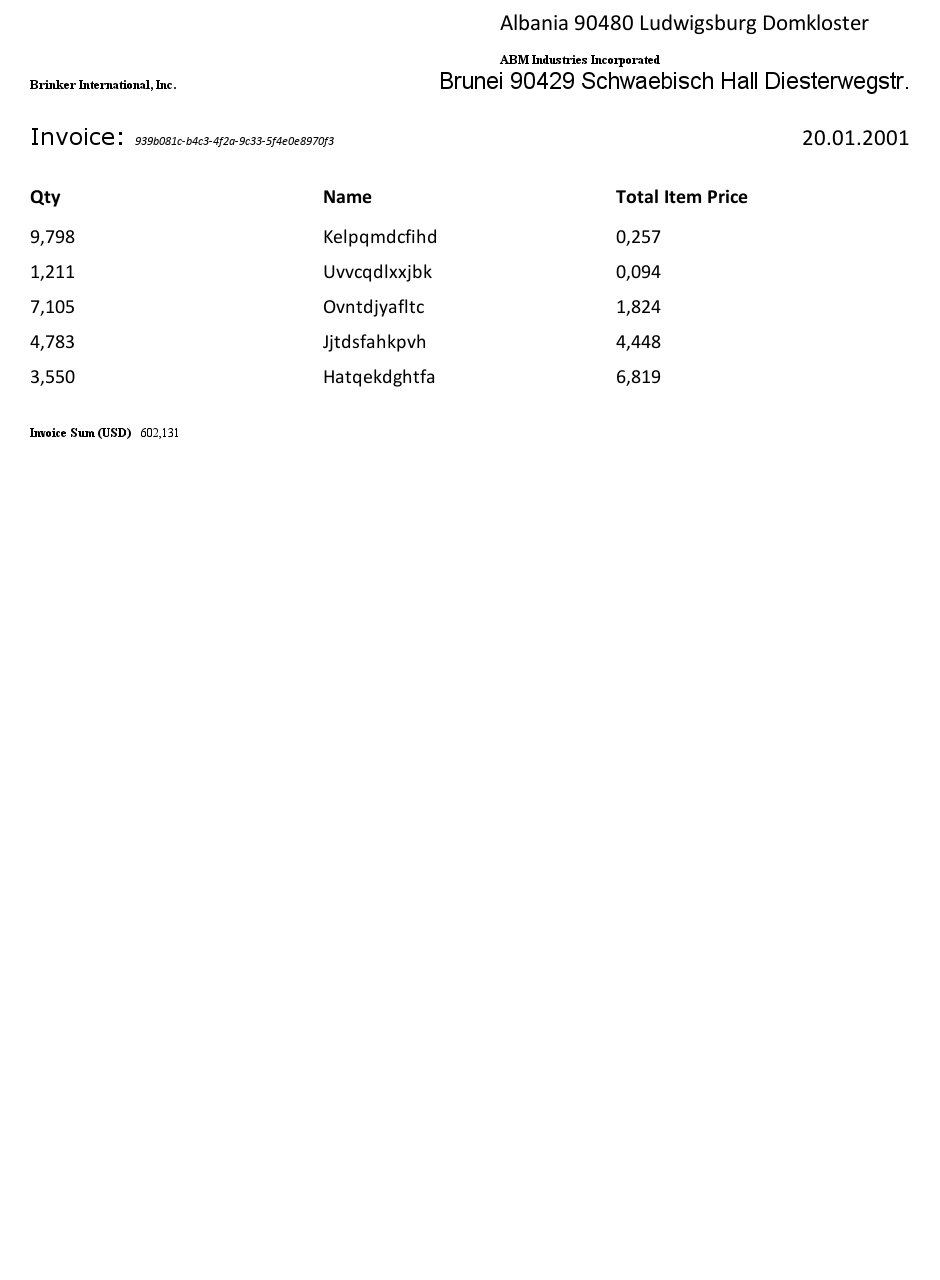 Albania 90480 Ludwigsburg Domkloster
ABM Industries Incorporated
Brinker International, Inc.
Brunei 90429 Schwaebisch Hall Diesterwegstr.
Invoice: 939b081c-b4c3-4f2a-9c33-5f4e0e8970f3 20.01.2001
Qty Name Total Item Price
9,798 Kelpqmdcfihd 0,257
1,211 Uvvcqdlxxjbk 0,094
7,105 Ovntdjyafltc 1,824
4,783 Jjtdsfahkpvh 4,448
3,550 Hatqekdghtfa 6,819
Invoice Sum (USD) 602,131